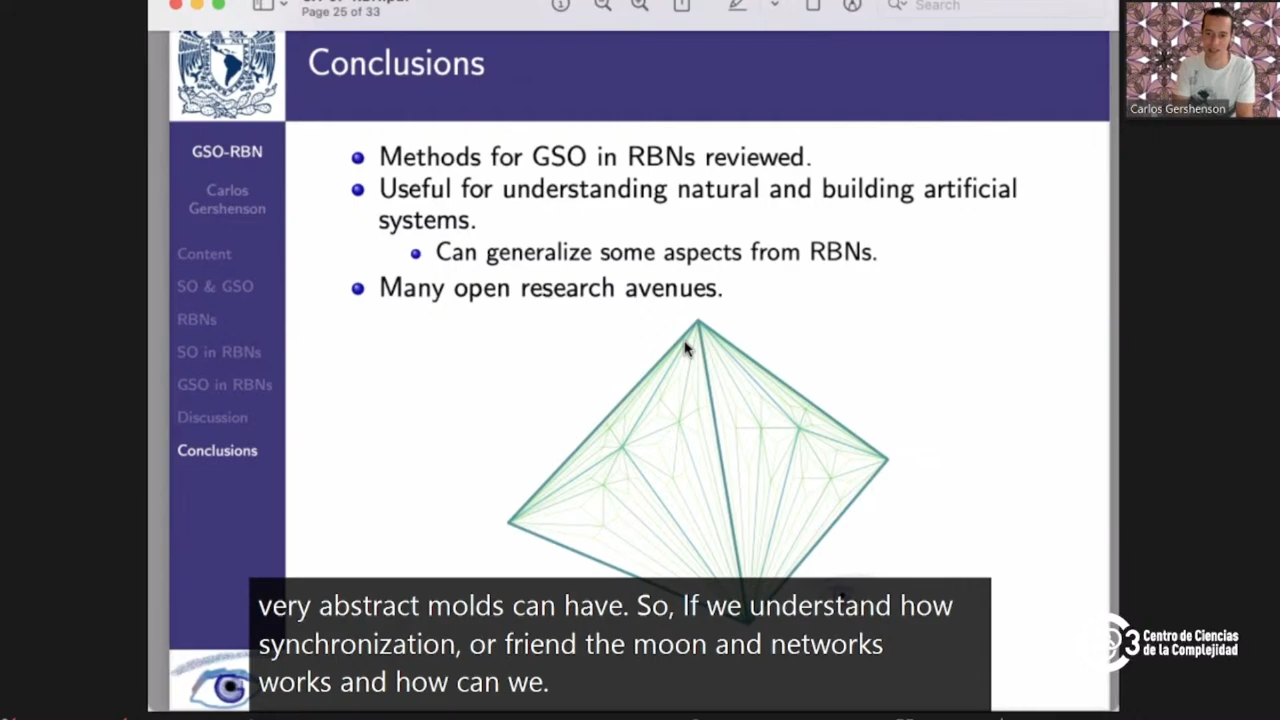 Page 25 of 33
Search
Conclusions
GSO-RBN
Carlos
Gershenson
Content
SO & GSO
RBNs
SO in RBNs
GSO in RBNs
Discussion
Conclusions
Methods for GSO in RBNs reviewed.
Useful for understanding natural and building artificial
systems.
Can generalize some aspects from RBNs.
Many open research avenues.
very abstract molds can have. So, If we understand how
synchronization, or friend the moon and networks
works and how can we.
Carlos Gershenson
3 Centro de Ciencias
de la Complejidad